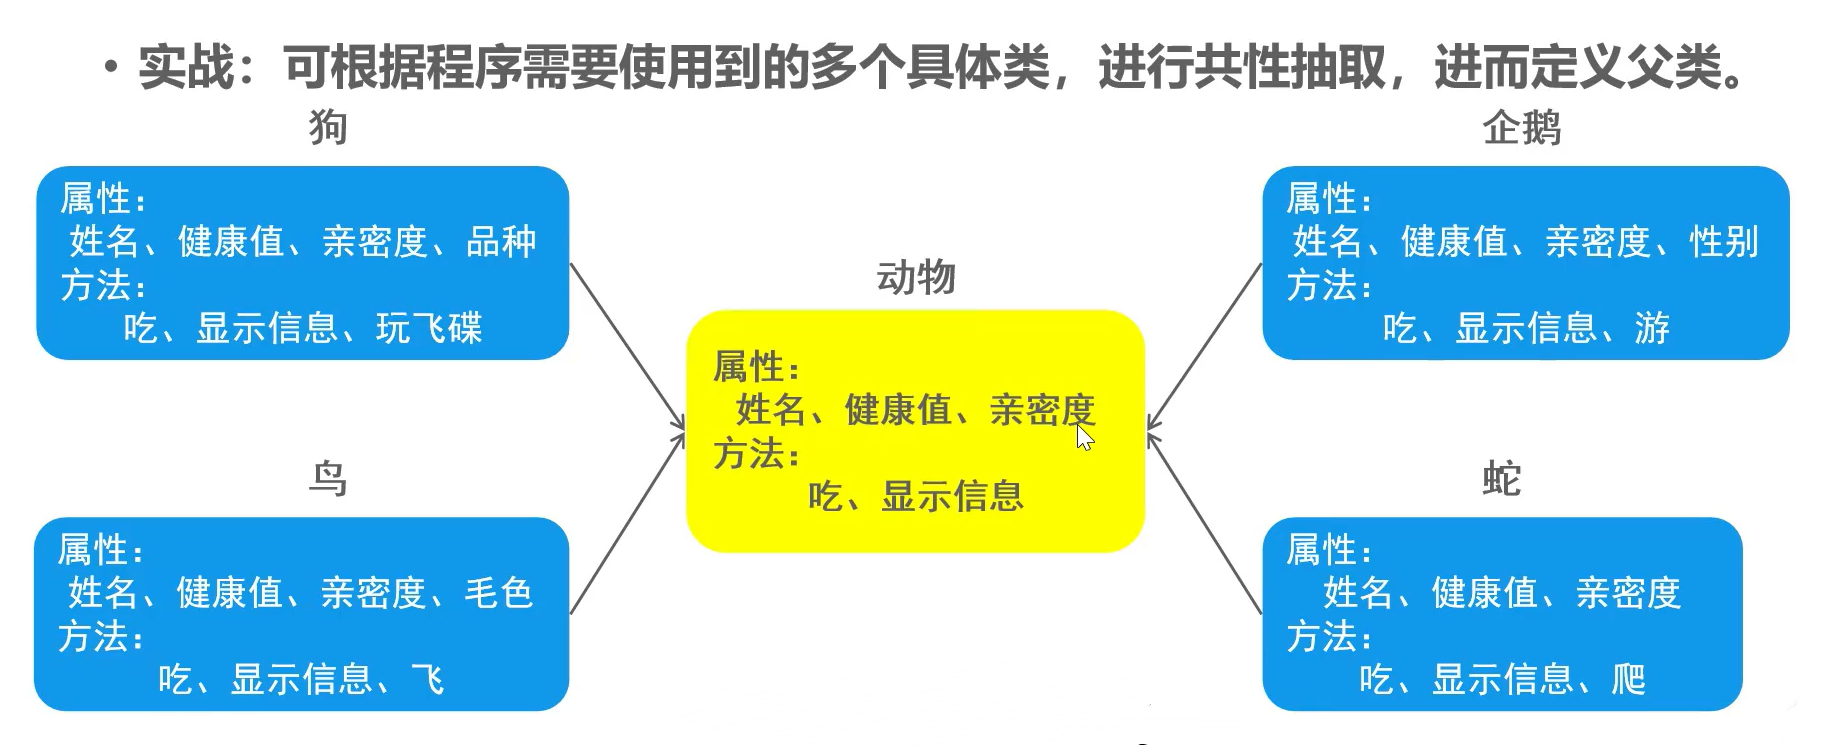 • 实战：可根据程序需要使用到的多个具体类，进行共性抽取，进而定义父类。
狗
属性：
姓名、健康值、亲密度、品种
方法：
吃、显示信息、玩飞碟
企鹅
属性：
姓名、健康值、亲密度、性别
方法：
吃、显示信息、游
动物
属性：
姓名、健康值、亲密度
方法：
吃、显示信息
鸟
属性：
姓名、健康值、亲密度、毛色
方法：
吃、显示信息、飞
蛇
属性：
姓名、健康值、亲密度
方法：
吃、显示信息、爬